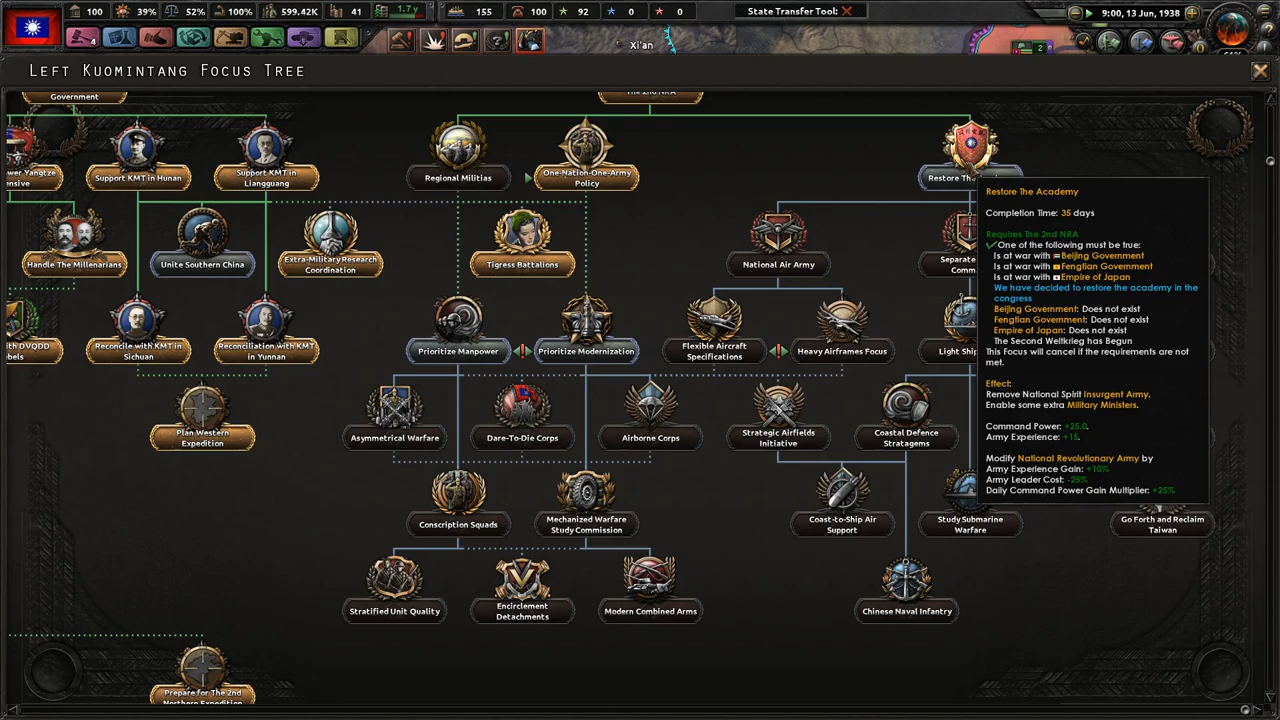 100
39%
52%
100%
599.42K
41
1.7 y
155
100
92
0
0
State Transfer Tool:
9:00, 13 Jun, 1938
4
Xi'an
2
0
Left Kuomintang Focus Tree
Government
The 2nd NRA
ensive
Support KMT in Hunan
Support KMT in
Liangguang
Regional Militias
One-Nation-One-Army
Policy
Handle The Millenarians
Unite Southern China
Extra-Military Research
Coordination
Tigress Battalions
National Air Army
Separate
Comm
Reconcile with KMT in
Sichuan
Reconciliation with KMT
in Yunnan
Prioritize Manpower
Prioritize Modernization
Flexible Aircraft
Specifications
Heavy Airframes Focus
Light Ship
Plan Western
Expedition
Asymmetrical Warfare
Dare-To-Die Corps
Airborne Corps
Strategic Airfields
Initiative
Coastal Defence
Stratagems
Conscription Squads
Mechanized Warfare
Study Commission
Coast-to-Ship Air
Support
Study Submarine
Warfare
Go Forth and Reclaim
Taiwan
Stratified Unit Quality
Encirclement
Detachments
Modern Combined Arms
Chinese Naval Infantry
Prepare for The 2nd
Northern Expedition
Restore The Academy
Completion Time: 35 days
Requires The 2nd NRA
One of the following must be true:
Is at war with Beijing Government
Is at war with Fengtian Government
Is at war with Empire of Japan
We have decided to restore the academy in the
congress
Beijing Government: Does not exist
Fengtian Government: Does not exist
Empire of Japan: Does not exist
The Second Weltkrieg has Begun
This Focus will cancel if the requirements are not
met.
Effect:
Remove National Spirit Insurgent Army.
Enable some extra Military Ministers.
Command Power: +25.0.
Army Experience: +15.
Modify National Revolutionary Army by
Army Experience Gain: +10%
Army Leader Cost: -25%
Daily Command Power Gain Multiplier: +25%